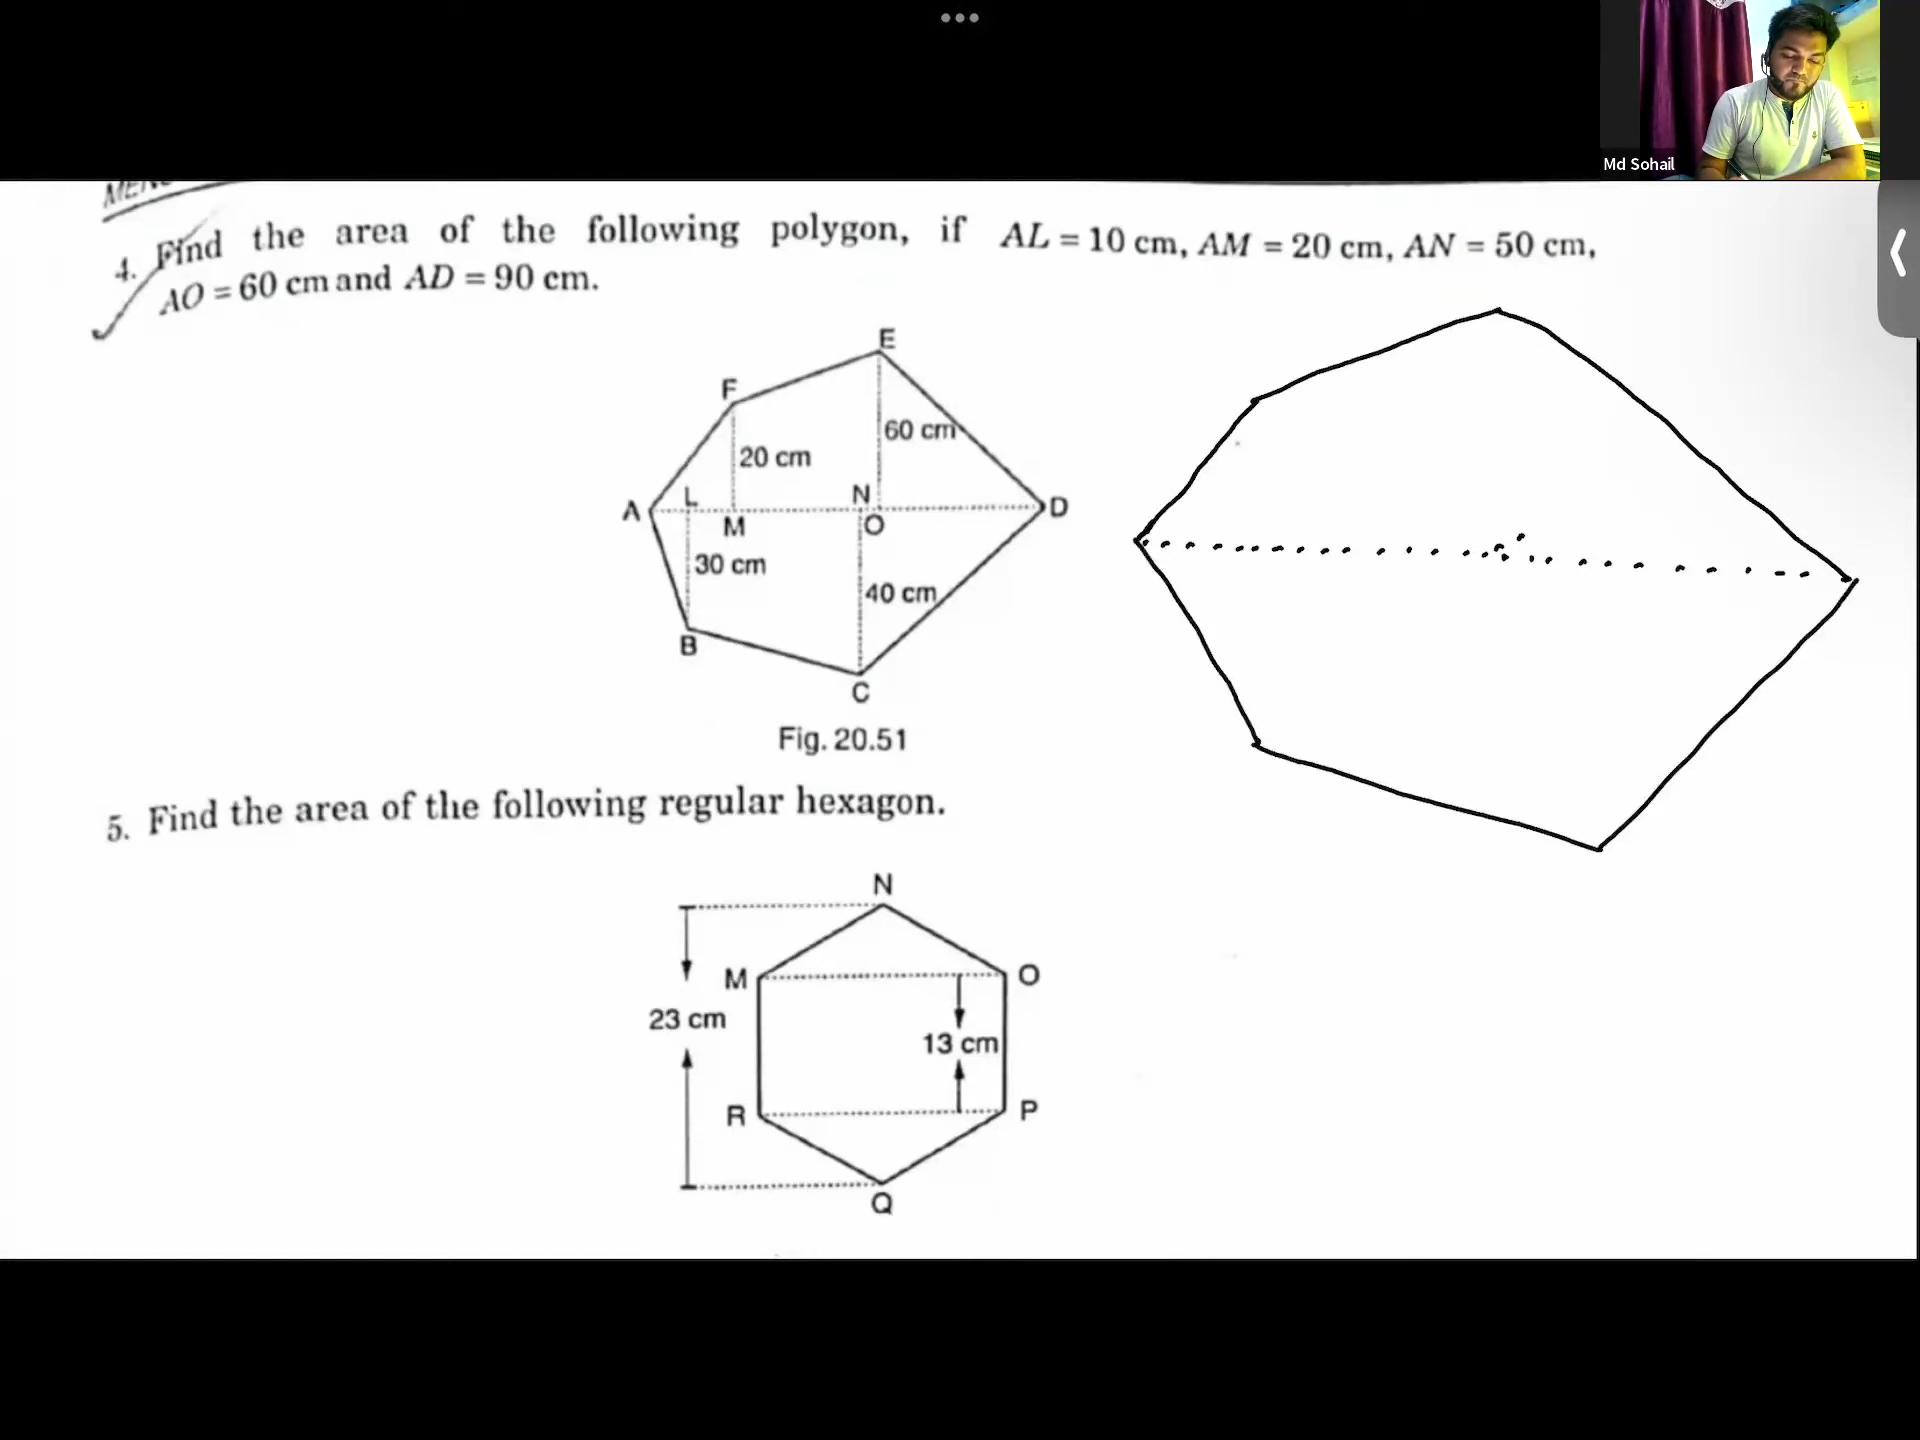 Md Sohail
4. Find the area of the following polygon, if AL = 10 cm, AM = 20 cm, AN = 50 cm,
AO = 60 cm and AD = 90 cm.
E
F
60 cm
20 cm
A L N D
M O
30 cm
40 cm
B
C
Fig. 20.51
5. Find the area of the following regular hexagon.
N
M O
23 cm
13 cm
R P
Q